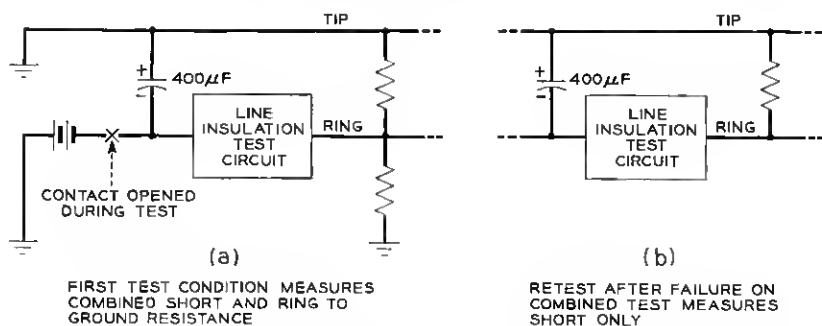 TIP
+
400μF
-
LINE
INSULATION
TEST
CIRCUIT
RING
CONTACT OPENED
DURING TEST
(a)
FIRST TEST CONDITION MEASURES
COMBINED SHORT AND RING TO
GROUND RESISTANCE
TIP
+
400μF
-
LINE
INSULATION
TEST
CIRCUIT
RING
(b)
RETEST AFTER FAILURE ON
COMBINED TEST MEASURES
SHORT ONLY